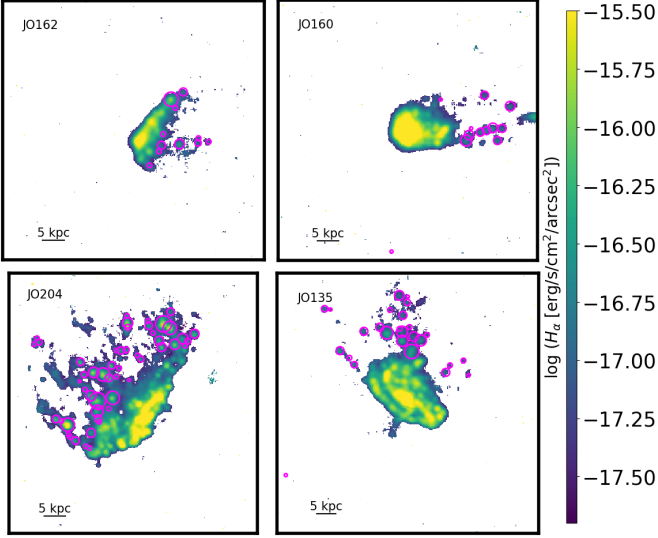 JO162
5 kpc
JO160
5 kpc
JO204
5 kpc
JO135
5 kpc
−15.50
−15.75
−16.00
−16.25
−16.50
−16.75
−17.00
−17.25
−17.50
log (Hα [erg/s/cm²/arcsec²])